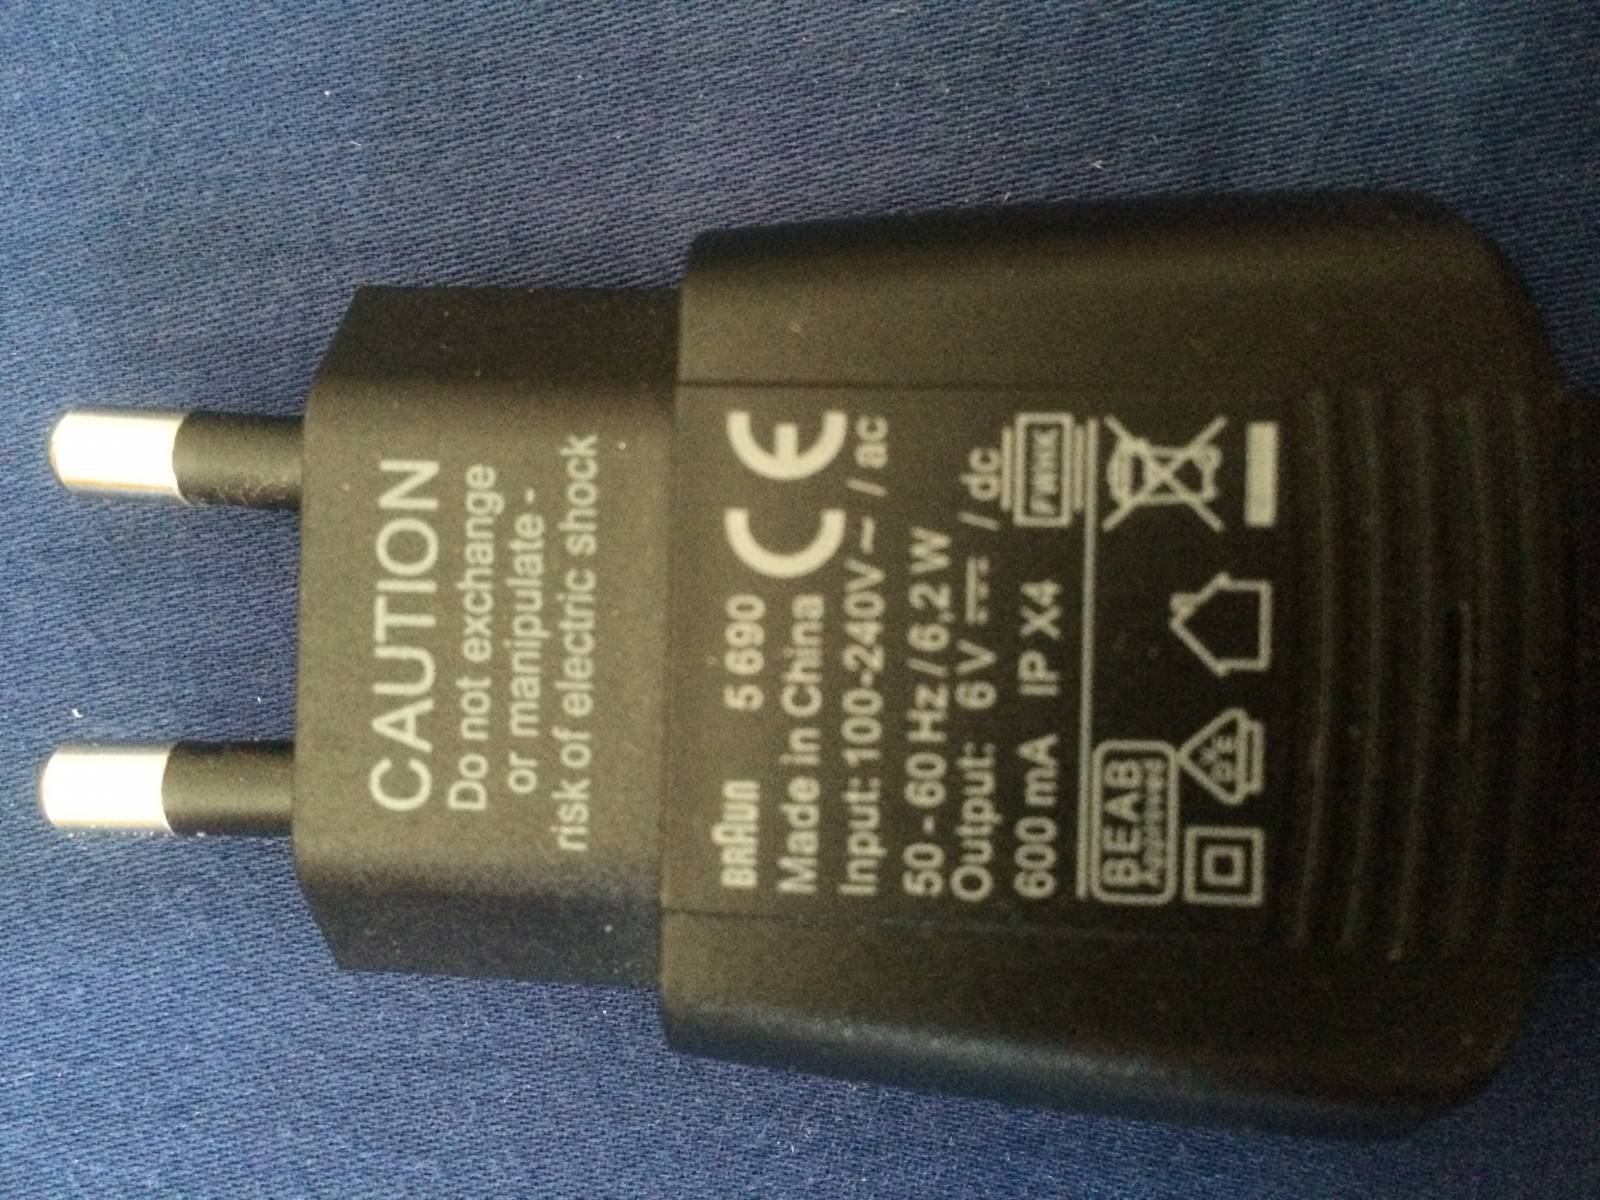 CAUTION
Do not exchange
or manipulate -
risk of electric shock
BRAUN 5 690 CE
Made in China
Input: 100-240V ~ / ac
50 - 60 Hz / 6,2 W
Output: 6V ⎓ / dc
600 mA IP X4
BEAB
Approved